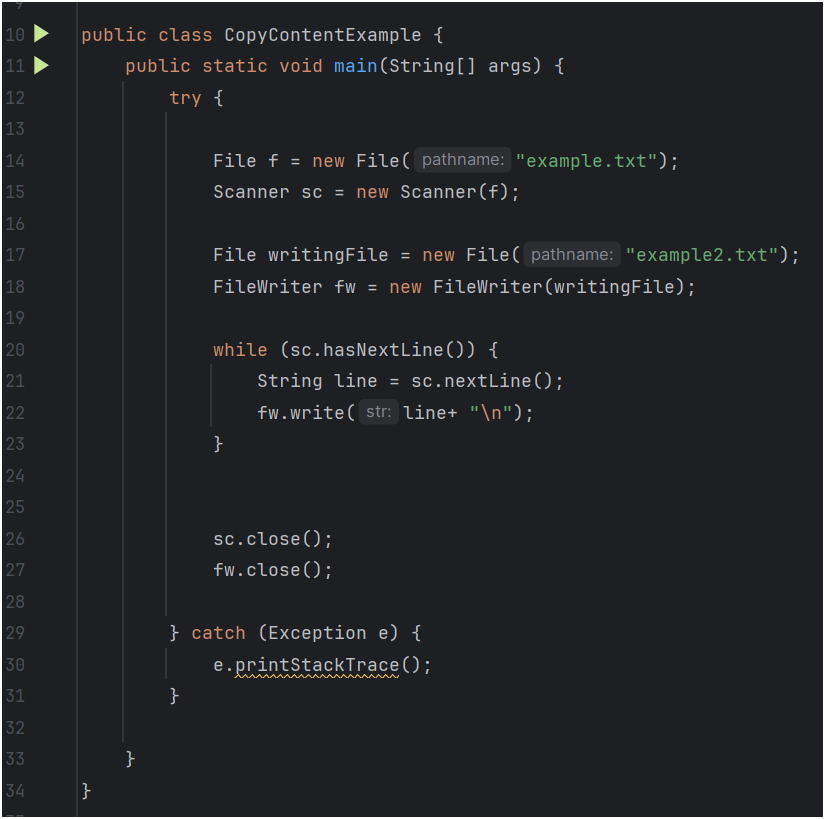 10 public class CopyContentExample {
11 public static void main(String[] args) {
12 try {
13
14 File f = new File( pathname: "example.txt");
15 Scanner sc = new Scanner(f);
16
17 File writingFile = new File( pathname: "example2.txt");
18 FileWriter fw = new FileWriter(writingFile);
19
20 while (sc.hasNextLine()) {
21 String line = sc.nextLine();
22 fw.write( str: line+ "\n");
23 }
24
25
26 sc.close();
27 fw.close();
28
29 } catch (Exception e) {
30 e.printStackTrace();
31 }
32
33 }
34 }